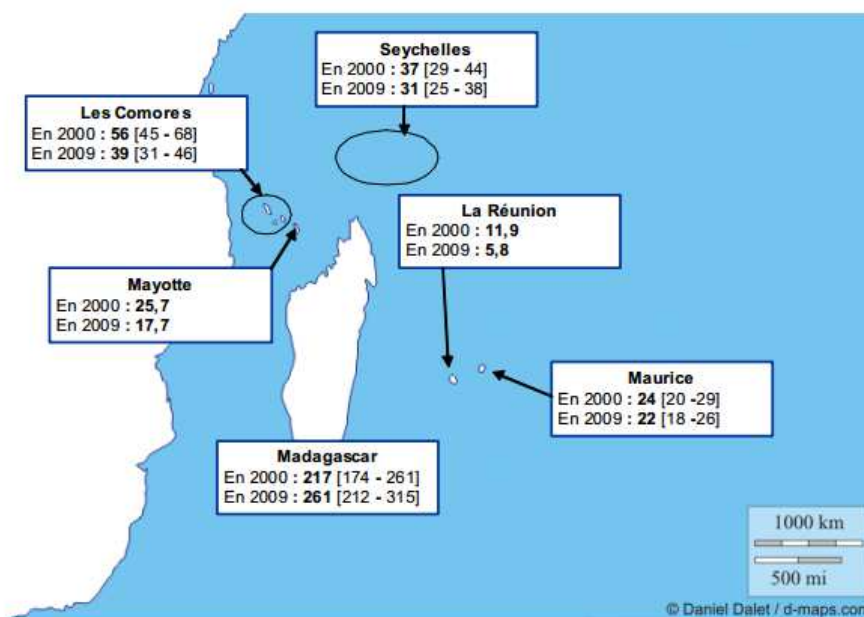 Seychelles
En 2000 : 37 [29 - 44]
En 2009 : 31 [25 - 38]
Les Comores
En 2000 : 56 [45 - 68]
En 2009 : 39 [31 - 46]
La Réunion
En 2000 : 11,9
En 2009 : 5,8
Mayotte
En 2000 : 25,7
En 2009 : 17,7
Maurice
En 2000 : 24 [20 -29]
En 2009 : 22 [18 -26]
Madagascar
En 2000 : 217 [174 - 261]
En 2009 : 261 [212 - 315]
1000 km
500 mi
© Daniel Dalet / d-maps.com